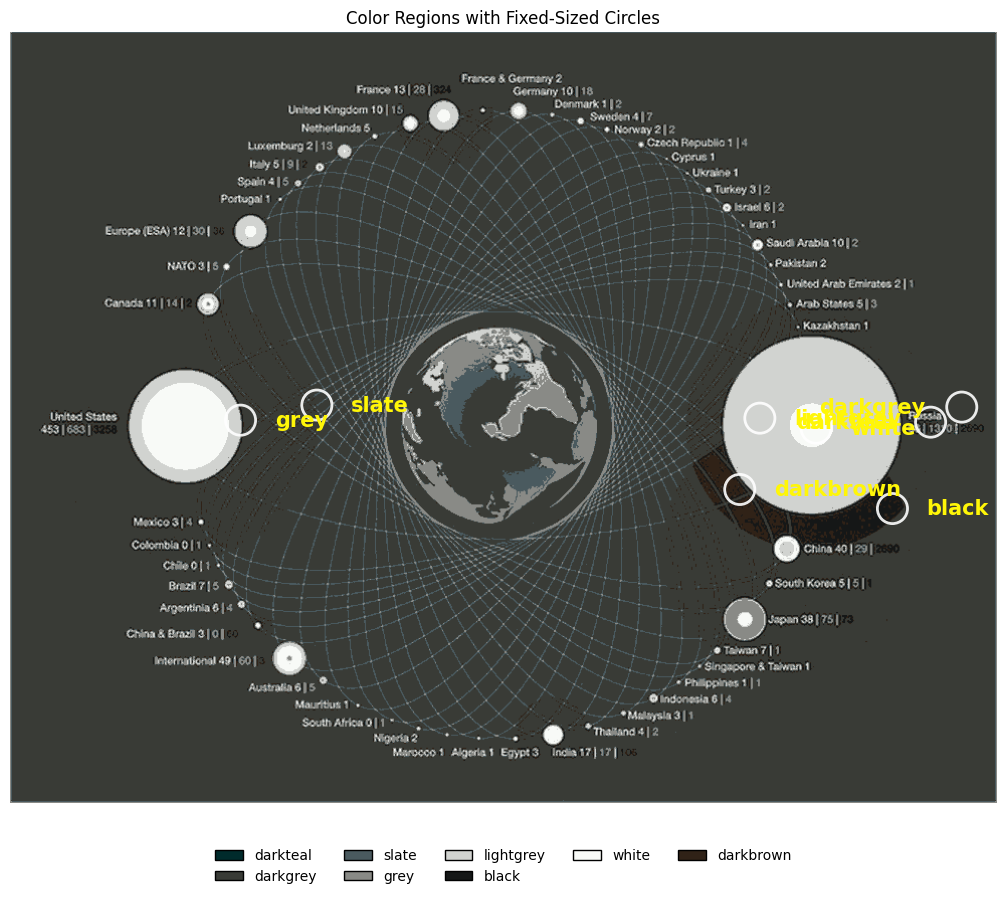 Color Regions with Fixed-Sized Circles
France & Germany 2
France 13 | 28 | 324
Germany 10 | 18
United Kingdom 10 | 15
Denmark 1 | 2
Netherlands 5
Sweden 4 | 7
Norway 2 | 2
Luxemburg 2 | 13
Czech Republic 1 | 4
Italy 5 | 9 |
Cyprus 1
Spain 4 | 5
Ukraine 1
Portugal 1
Turkey 3 | 2
Israel 6 | 2
Iran 1
Europe (ESA) 12 | 30 | 36
Saudi Arabia 10 | 2
NATO 3 | 5
Pakistan 2
United Arab Emirates 2 | 1
Canada 11 | 14 | 2
Arab States 5 | 3
Kazakhstan 1
United States
453 | 683 | 3258
grey
slate
darkgrey
white
Russia
| 1310 | 2690
darkbrown
black
Mexico 3 | 4
Colombia 0 | 1
China 40 | 29 | 2690
Chile 0 | 1
Brazil 7 | 5
South Korea 5 | 5 | 1
Argentinia 6 | 4
Japan 38 | 75 | 73
China & Brazil 3 | 0 | 60
Taiwan 7 | 1
International 49 | 60 | 3
Singapore & Taiwan 1
Australia 6 | 5
Philippines 1 | 1
Mauritius 1
Indonesia 6 | 4
South Africa 0 | 1
Malaysia 3 | 1
Nigeria 2
Thailand 4 | 2
Marocco 1 Algeria 1 Egypt 3 India 17 | 17 | 106
darkteal slate lightgrey white darkbrown
darkgrey grey black